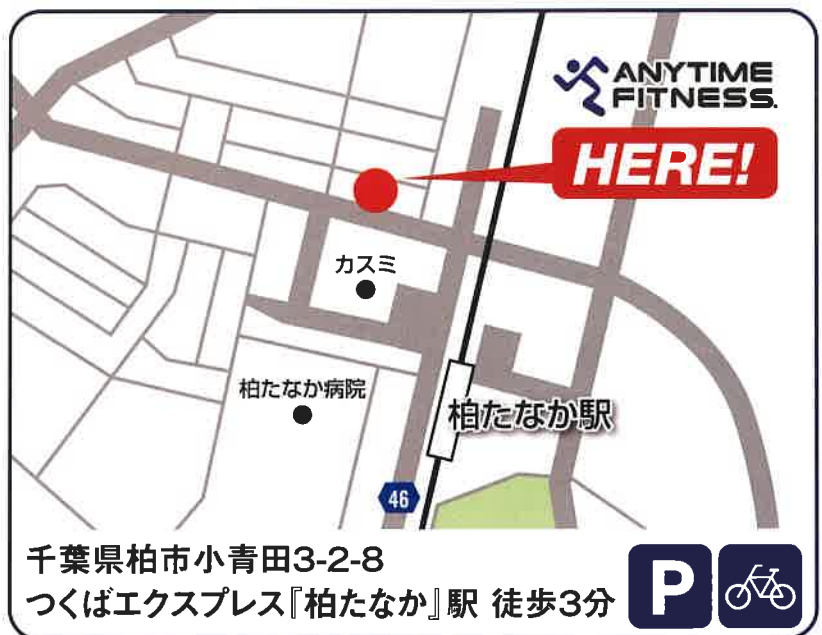 ANYTIME
FITNESS.
HERE!
カスミ
柏たなか病院
柏たなか駅
46
千葉県柏市小青田3-2-8
つくばエクスプレス『柏たなか』駅 徒歩3分
P